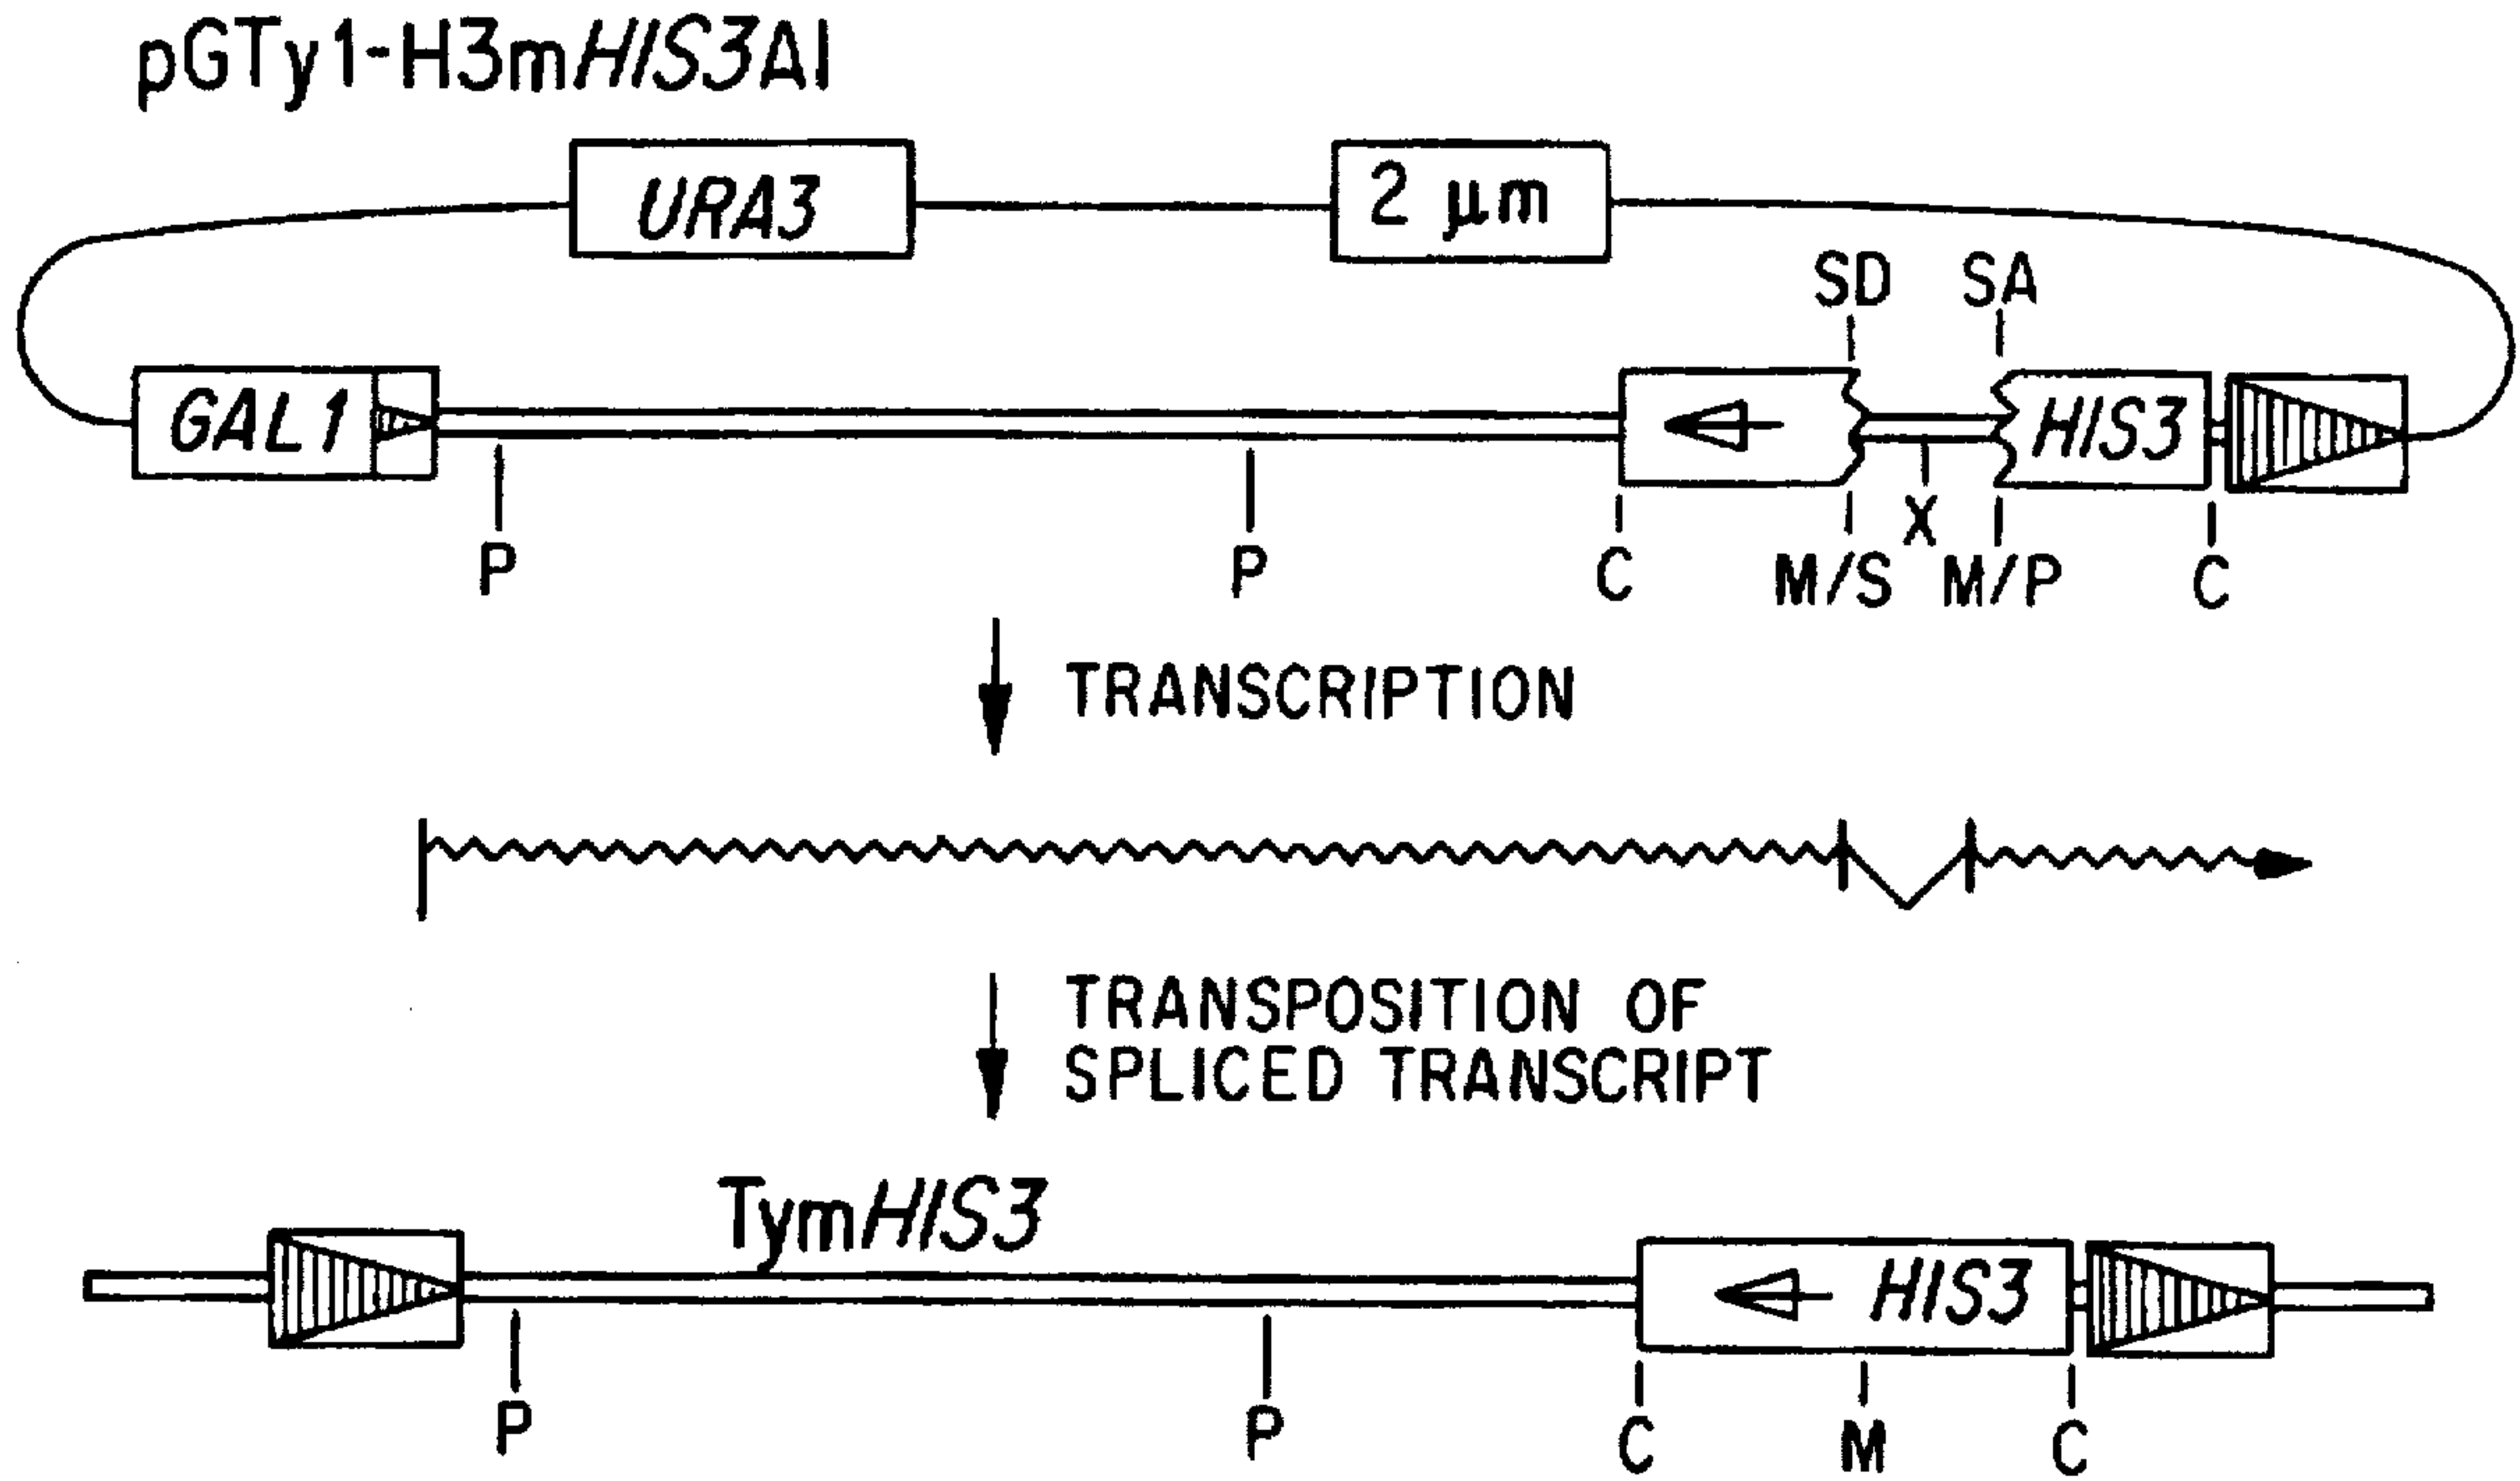 pGTy1-H3mHIS3AI
URA3
2 µm
SD SA
GAL1 HIS3
P P C M/S X M/P C
TRANSCRIPTION
TRANSPOSITION OF
SPLICED TRANSCRIPT
TymHIS3
HIS3
P P C M C